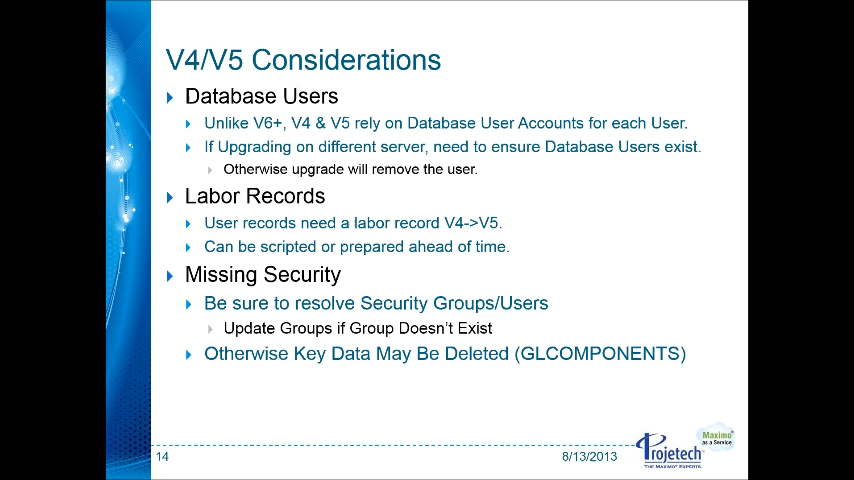 V4/V5 Considerations
Database Users
Unlike V6+, V4 & V5 rely on Database User Accounts for each User.
If Upgrading on different server, need to ensure Database Users exist.
Otherwise upgrade will remove the user.
Labor Records
User records need a labor record V4->V5.
Can be scripted or prepared ahead of time.
Missing Security
Be sure to resolve Security Groups/Users
Update Groups if Group Doesn't Exist
Otherwise Key Data May Be Deleted (GLCOMPONENTS)
14
8/13/2013
Projetech
THE MAXIMO EXPERTS
Maximo
as a Service